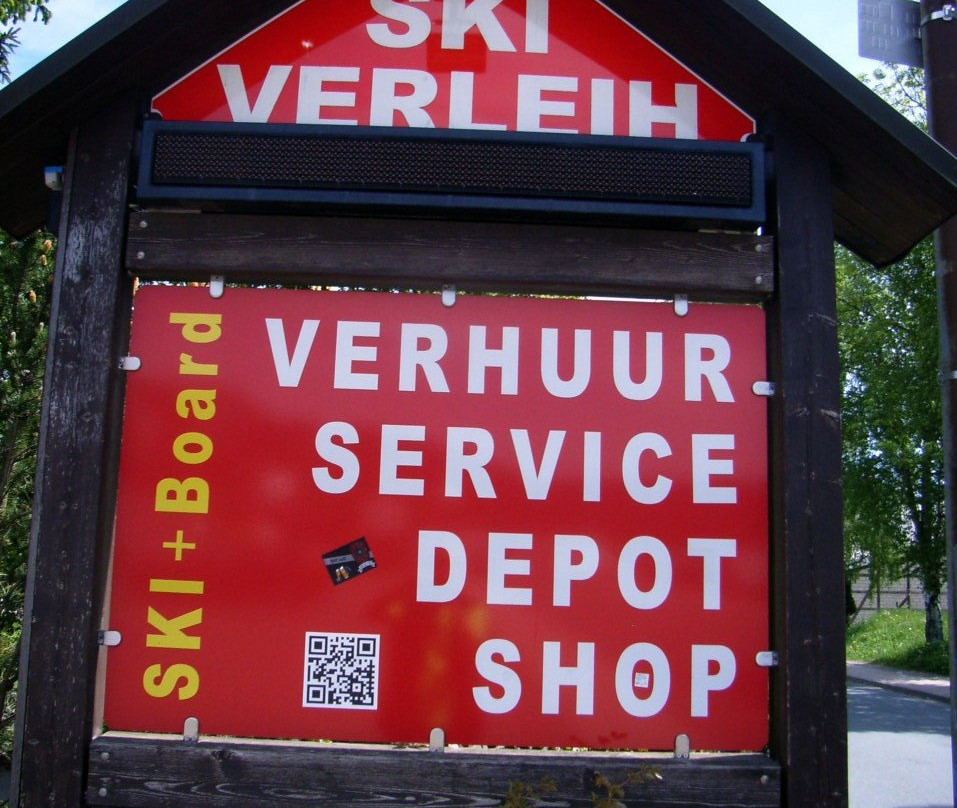 SKI
VERLEIH
SKI+Board
VERHUUR
SERVICE
DEPOT
SHOP